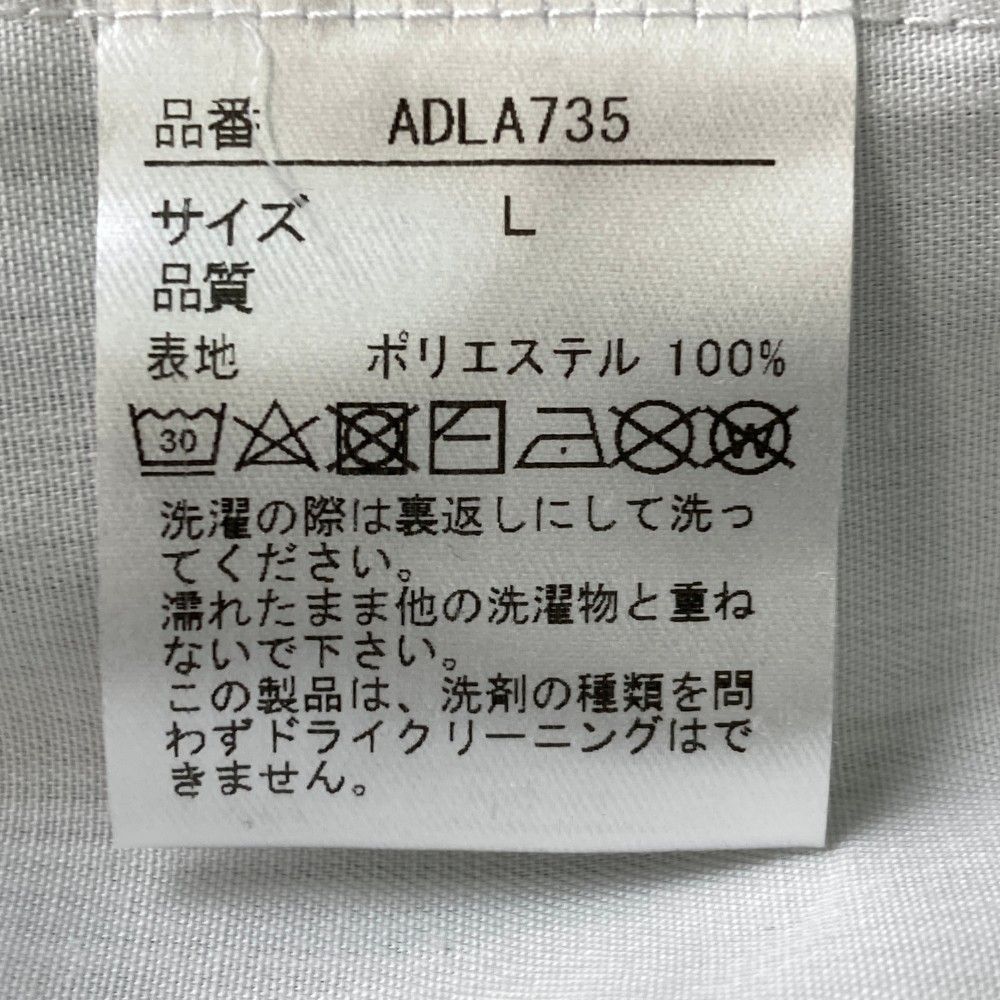 品番 ADLA735
サイズ L
品質
表地 ポリエステル 100%
30 W
洗濯の際は裏返しにして洗っ
てください。
濡れたまま他の洗濯物と重ね
ないで下さい。
この製品は、洗剤の種類を問
わずドライクリーニングはで
きません。